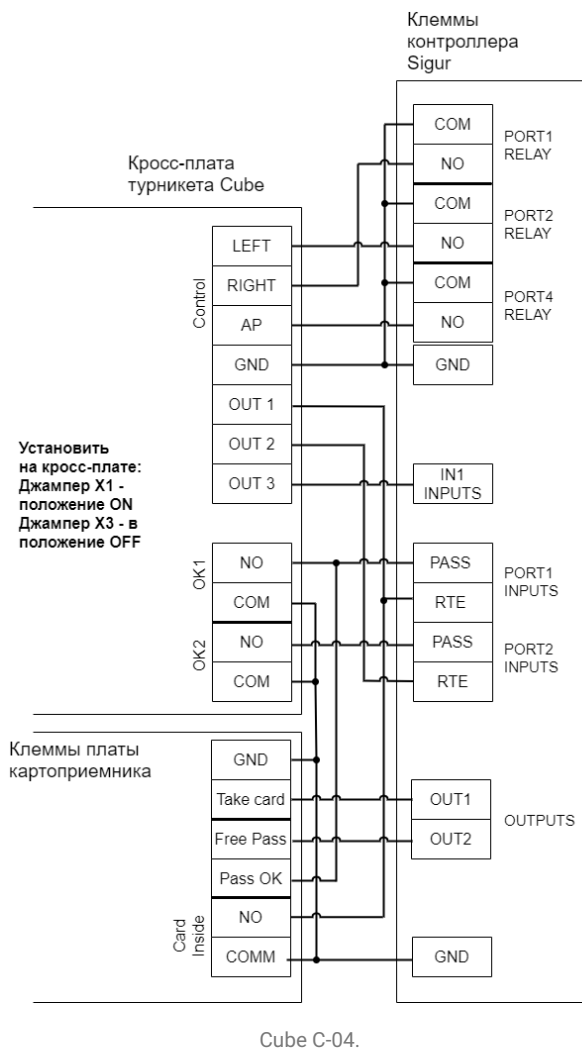 Клеммы
контроллера
Sigur
Кросс-плата
турникета Cube
COM
NO
PORT1
RELAY
COM
NO
PORT2
RELAY
COM
NO
PORT4
RELAY
GND
Control
LEFT
RIGHT
AP
GND
OUT 1
OUT 2
OUT 3
IN1
INPUTS
Установить
на кросс-плате:
Джампер X1 -
положение ON
Джампер X3 - в
положение OFF
OK1
NO
COM
OK2
NO
COM
PASS
RTE
PORT1
INPUTS
PASS
RTE
PORT2
INPUTS
Клеммы платы
картоприемника
GND
Take card
Free Pass
Pass OK
Card
Inside
NO
COMM
OUT1
OUT2
OUTPUTS
GND
Cube C-04.